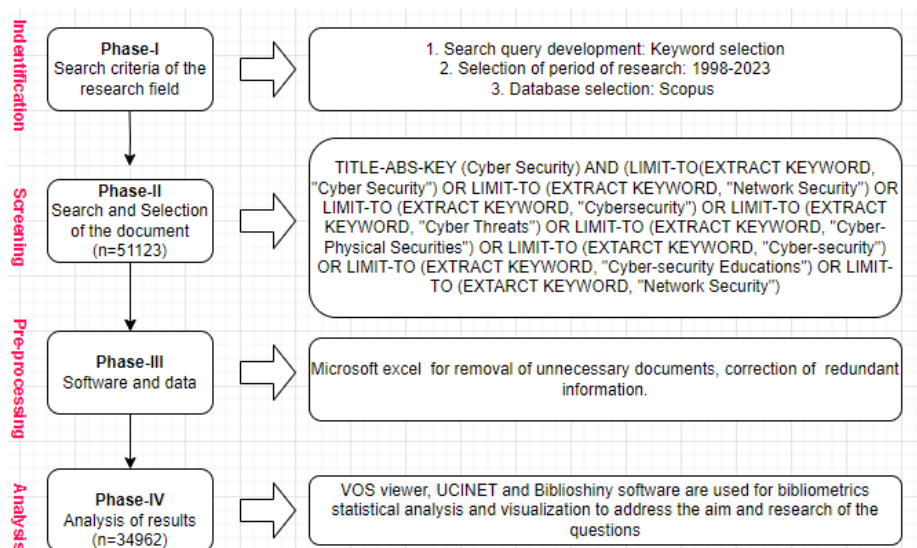 Indentification
Phase-I
Search criteria of the
research field
1. Search query development: Keyword selection
2. Selection of period of research: 1998-2023
3. Database selection: Scopus
Screening
Phase-II
Search and Selection
of the document
(n=51123)
TITLE-ABS-KEY (Cyber Security) AND (LIMIT-TO(EXTRACT KEYWORD,
"Cyber Security") OR LIMIT-TO (EXTRACT KEYWORD, "Network Security") OR
LIMIT-TO (EXTRACT KEYWORD, "Cybersecurity") OR LIMIT-TO (EXTRACT
KEYWORD, "Cyber Threats") OR LIMIT-TO (EXTRACT KEYWORD, "Cyber-
Physical Securities") OR LIMIT-TO (EXTARCT KEYWORD, "Cyber-security")
OR LIMIT-TO (EXTRACT KEYWORD, "Cyber-security Educations") OR LIMIT-
TO (EXTARCT KEYWORD, "Network Security")
Pre-processing
Phase-III
Software and data
Microsoft excel for removal of unnecessary documents, correction of redundant
information.
Analysis
Phase-IV
Analysis of results
(n=34962)
VOS viewer, UCINET and Biblioshiny software are used for bibliometrics
statistical analysis and visualization to address the aim and research of the
questions